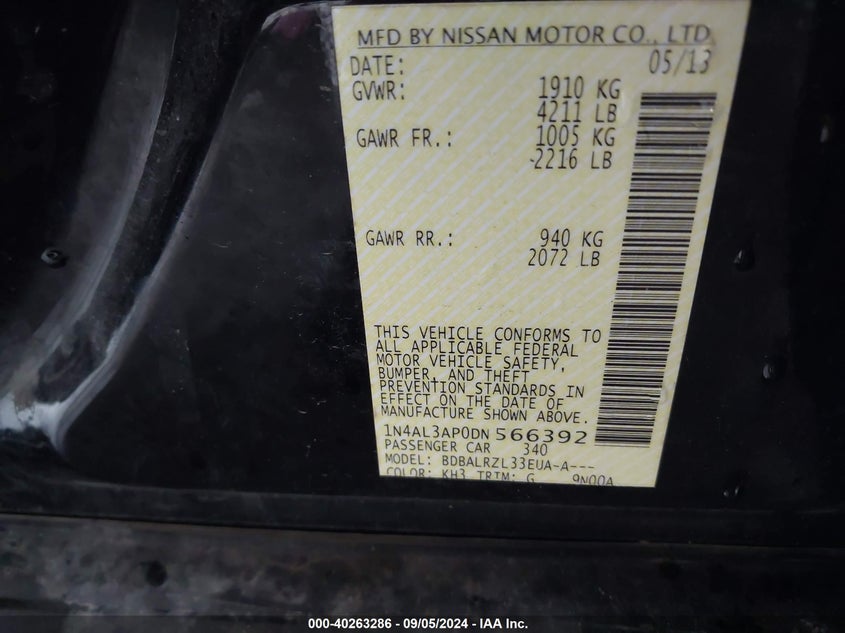 MFD BY NISSAN MOTOR CO., LTD
DATE: 05/13
GVWR: 1910 KG
4211 LB
GAWR FR.: 1005 KG
2216 LB
GAWR RR.: 940 KG
2072 LB
THIS VEHICLE CONFORMS TO
ALL APPLICABLE FEDERAL
MOTOR VEHICLE SAFETY,
BUMPER, AND THEFT
PREVENTION STANDARDS IN
EFFECT ON THE DATE OF
MANUFACTURE SHOWN ABOVE.
1N4AL3AP0DN 566392
PASSENGER CAR 340
MODEL: BDBALRZL33EUA-A---
COLOR: KH3 TRIM: G 9N00A
000-40263286 - 09/05/2024 - IAA Inc.